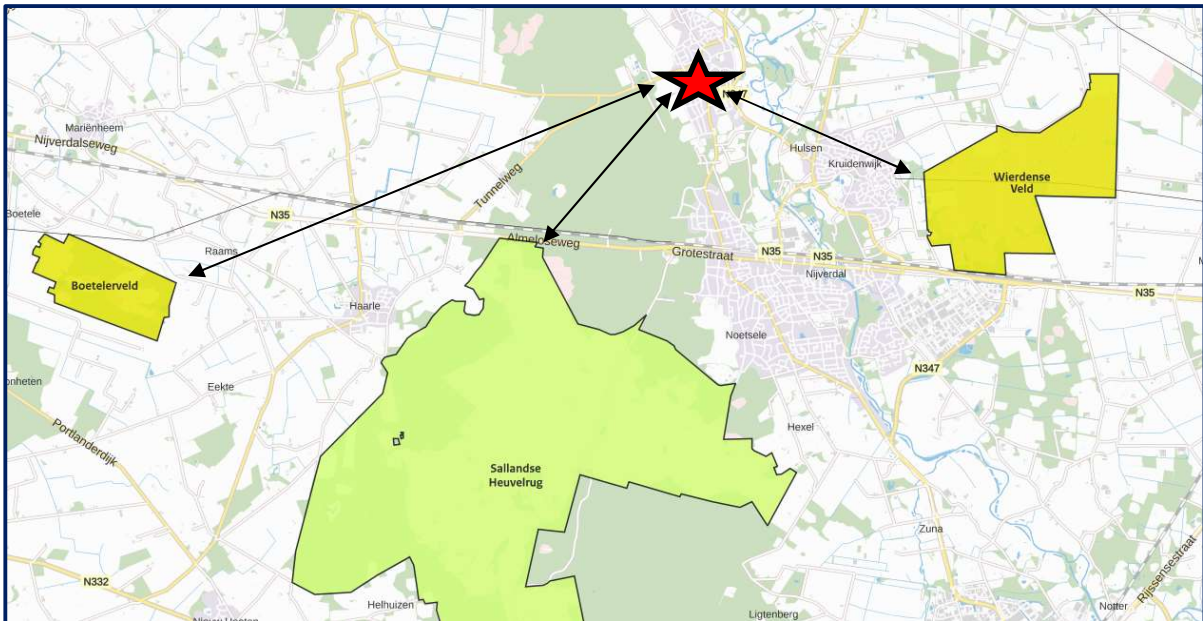 Mariënheem
Nijverdalseweg
Hulsen
Kruidenwijk
Wierdense
Veld
Tunnelweg
Boetele
N35
Raams
Almeloseweg
Grotestraat
N35
N35
Nijverdal
N35
Boetelerveld
Haarle
Noetsele
N347
Eekte
Portlanderdijk
Hexel
Sallandse
Heuvelrug
Zuna
N332
Helhuizen
Ligtenberg
Notter
Rijssensestraat